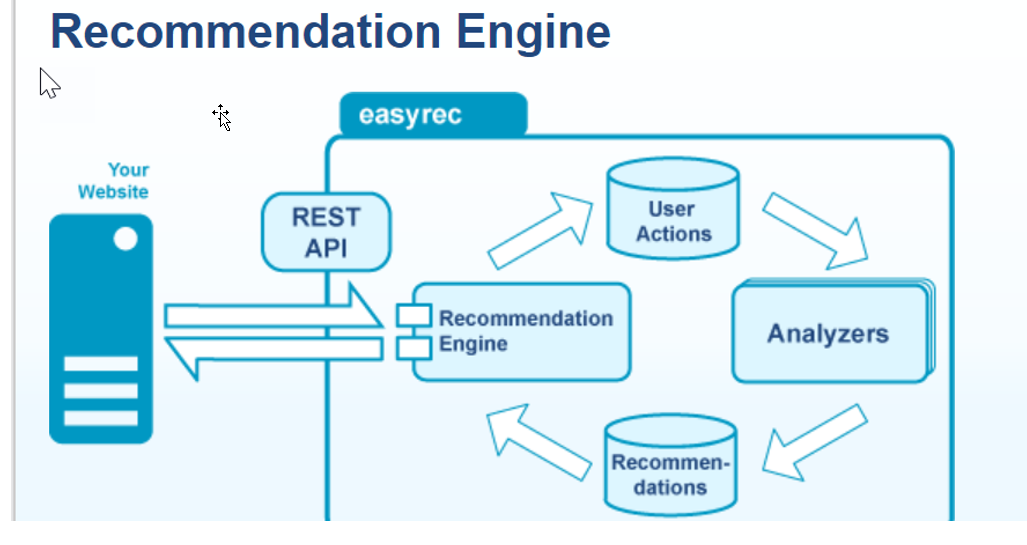 Recommendation Engine
easyrec
Your
Website
REST
API
User
Actions
Recommendation
Engine
Analyzers
Recommen-
dations